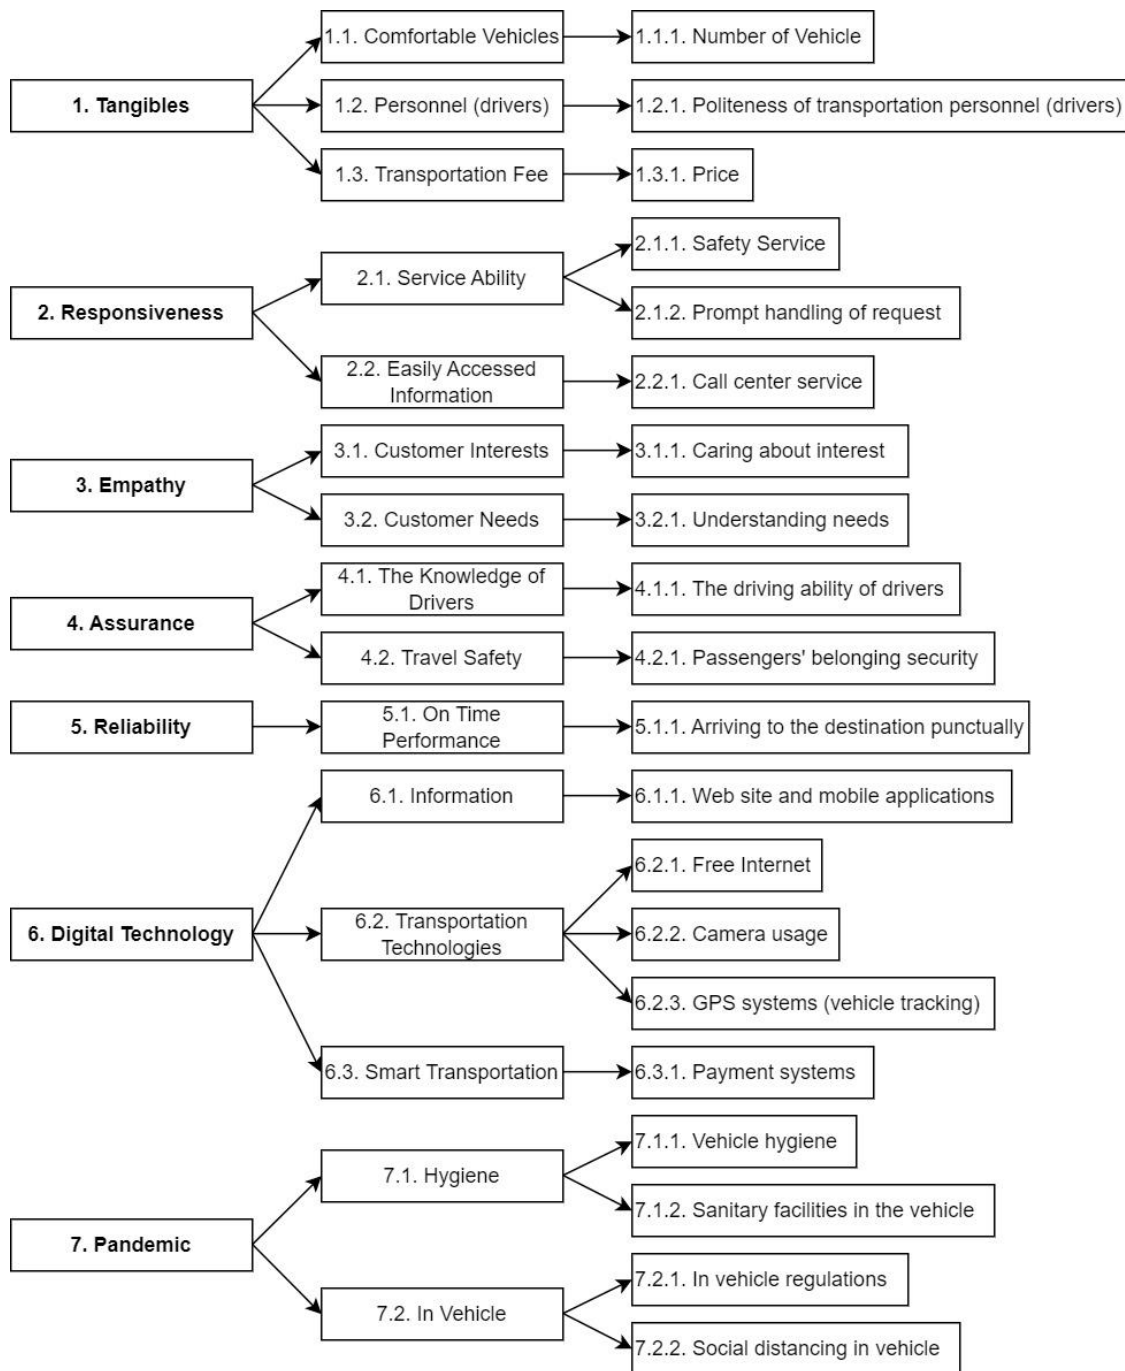 1. Tangibles
1.1. Comfortable Vehicles
1.1.1. Number of Vehicle
1.2. Personnel (drivers)
1.2.1. Politeness of transportation personnel (drivers)
1.3. Transportation Fee
1.3.1. Price
2. Responsiveness
2.1. Service Ability
2.1.1. Safety Service
2.1.2. Prompt handling of request
2.2. Easily Accessed
Information
2.2.1. Call center service
3. Empathy
3.1. Customer Interests
3.1.1. Caring about interest
3.2. Customer Needs
3.2.1. Understanding needs
4. Assurance
4.1. The Knowledge of
Drivers
4.1.1. The driving ability of drivers
4.2. Travel Safety
4.2.1. Passengers' belonging security
5. Reliability
5.1. On Time
Performance
5.1.1. Arriving to the destination punctually
6. Digital Technology
6.1. Information
6.1.1. Web site and mobile applications
6.2. Transportation
Technologies
6.2.1. Free Internet
6.2.2. Camera usage
6.2.3. GPS systems (vehicle tracking)
6.3. Smart Transportation
6.3.1. Payment systems
7. Pandemic
7.1. Hygiene
7.1.1. Vehicle hygiene
7.1.2. Sanitary facilities in the vehicle
7.2. In Vehicle
7.2.1. In vehicle regulations
7.2.2. Social distancing in vehicle